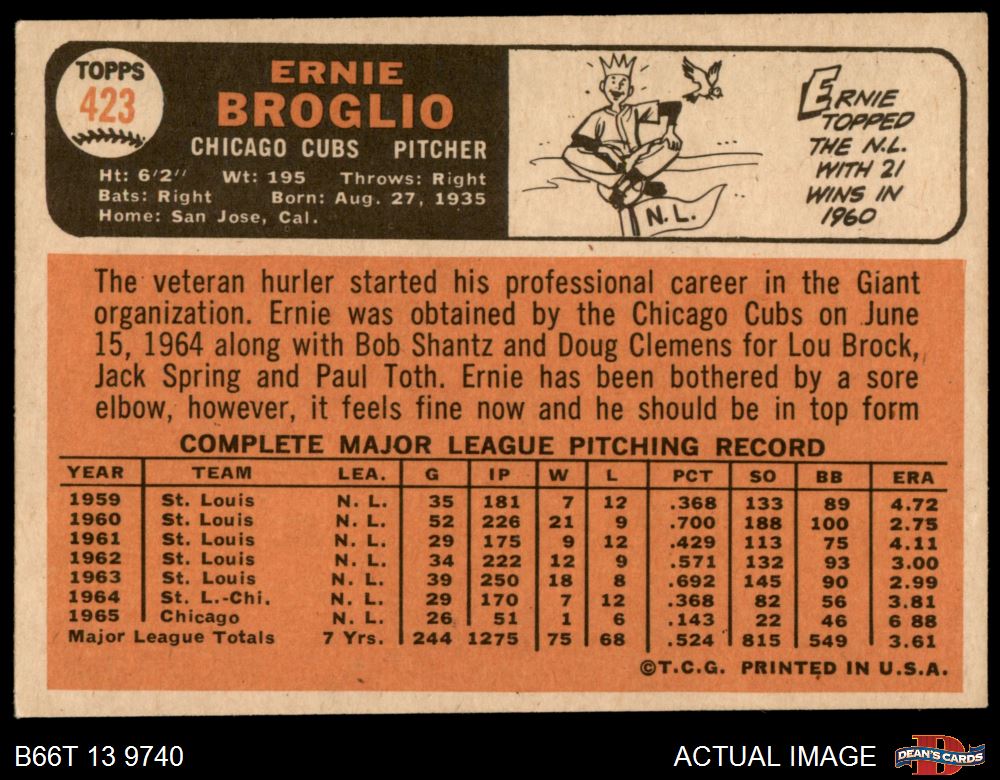 TOPPS
423
ERNIE
BROGLIO
CHICAGO CUBS PITCHER
Ht: 6'2" Wt: 195 Throws: Right
Bats: Right Born: Aug. 27, 1935
Home: San Jose, Cal.
N.L.
ERNIE
TOPPED
THE N.L.
WITH 21
WINS IN
1960
The veteran hurler started his professional career in the Giant
organization. Ernie was obtained by the Chicago Cubs on June
15, 1964 along with Bob Shantz and Doug Clemens for Lou Brock,
Jack Spring and Paul Toth. Ernie has been bothered by a sore
elbow, however, it feels fine now and he should be in top form
COMPLETE MAJOR LEAGUE PITCHING RECORD
YEAR TEAM LEA. G IP W L PCT SO BB ERA
1959 St. Louis N. L. 35 181 7 12 .368 133 89 4.72
1960 St. Louis N. L. 52 226 21 9 .700 188 100 2.75
1961 St. Louis N. L. 29 175 9 12 .429 113 75 4.11
1962 St. Louis N. L. 34 222 12 9 .571 132 93 3.00
1963 St. Louis N. L. 39 250 18 8 .692 145 90 2.99
1964 St. L.-Chi. N. L. 29 170 7 12 .368 82 56 3.81
1965 Chicago N. L. 26 51 1 6 .143 22 46 6 88
Major League Totals 7 Yrs. 244 1275 75 68 .524 815 549 3.61
©T.C.G. PRINTED IN U.S.A.
B66T 13 9740
ACTUAL IMAGE
D
DEAN'S CARDS